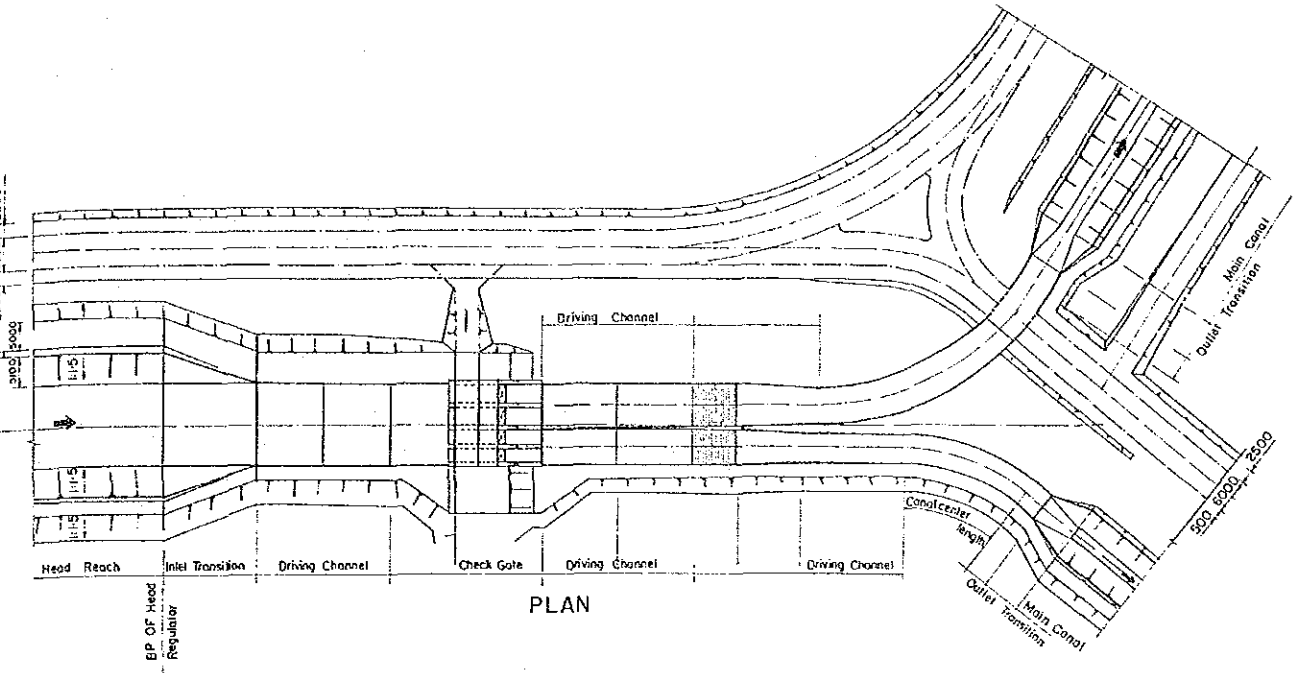 Main Canal
Outlet Transition
5000
3100
1:1.5
Driving Channel
1:1.5
1:1.5
2500
6000
500
Canal center
length
Head Reach
Inlet Transition
Driving Channel
Check Gate
Driving Channel
Driving Channel
Outlet Transition
Main Canal
BP OF Head
Regulator
PLAN